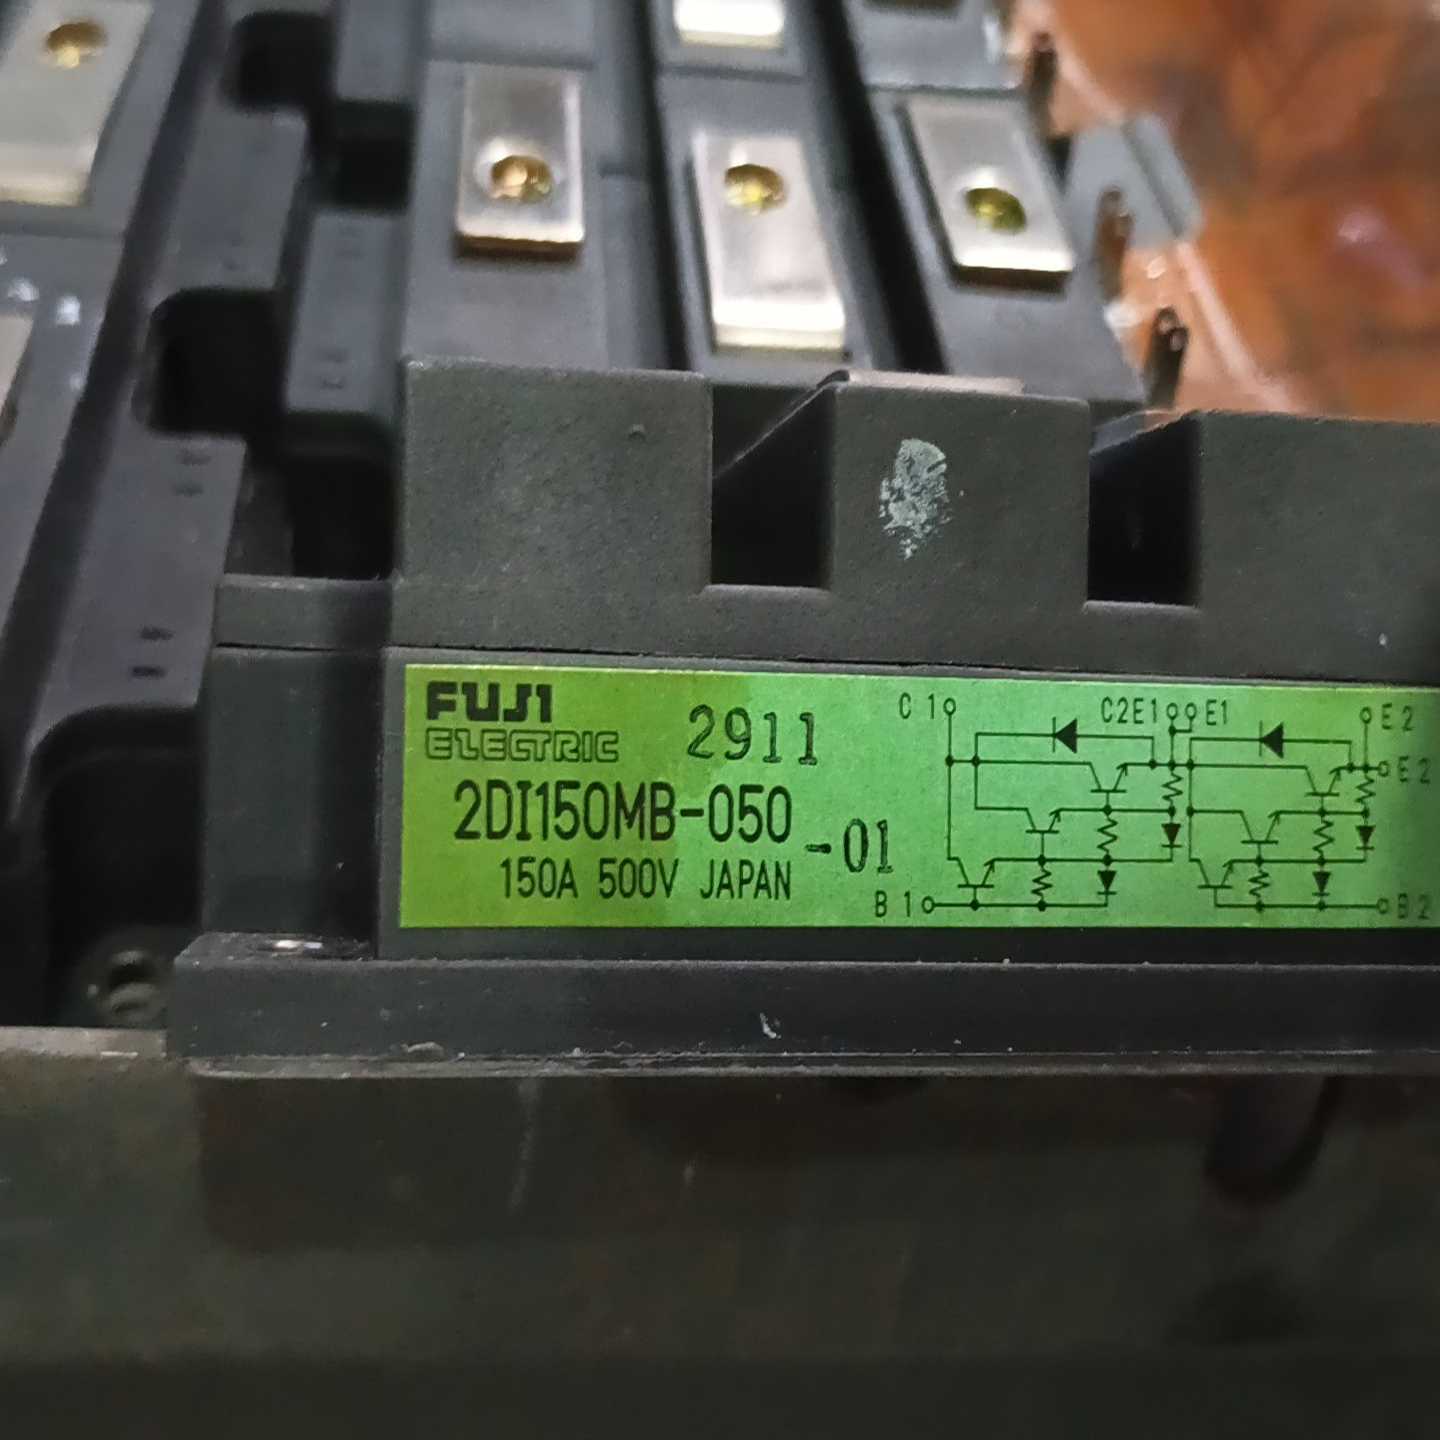 FUJI
ELECTRIC
2911
2DI150MB-050
-01
150A 500V JAPAN
C1
C2E1
E1
E2
E2
B1
B2